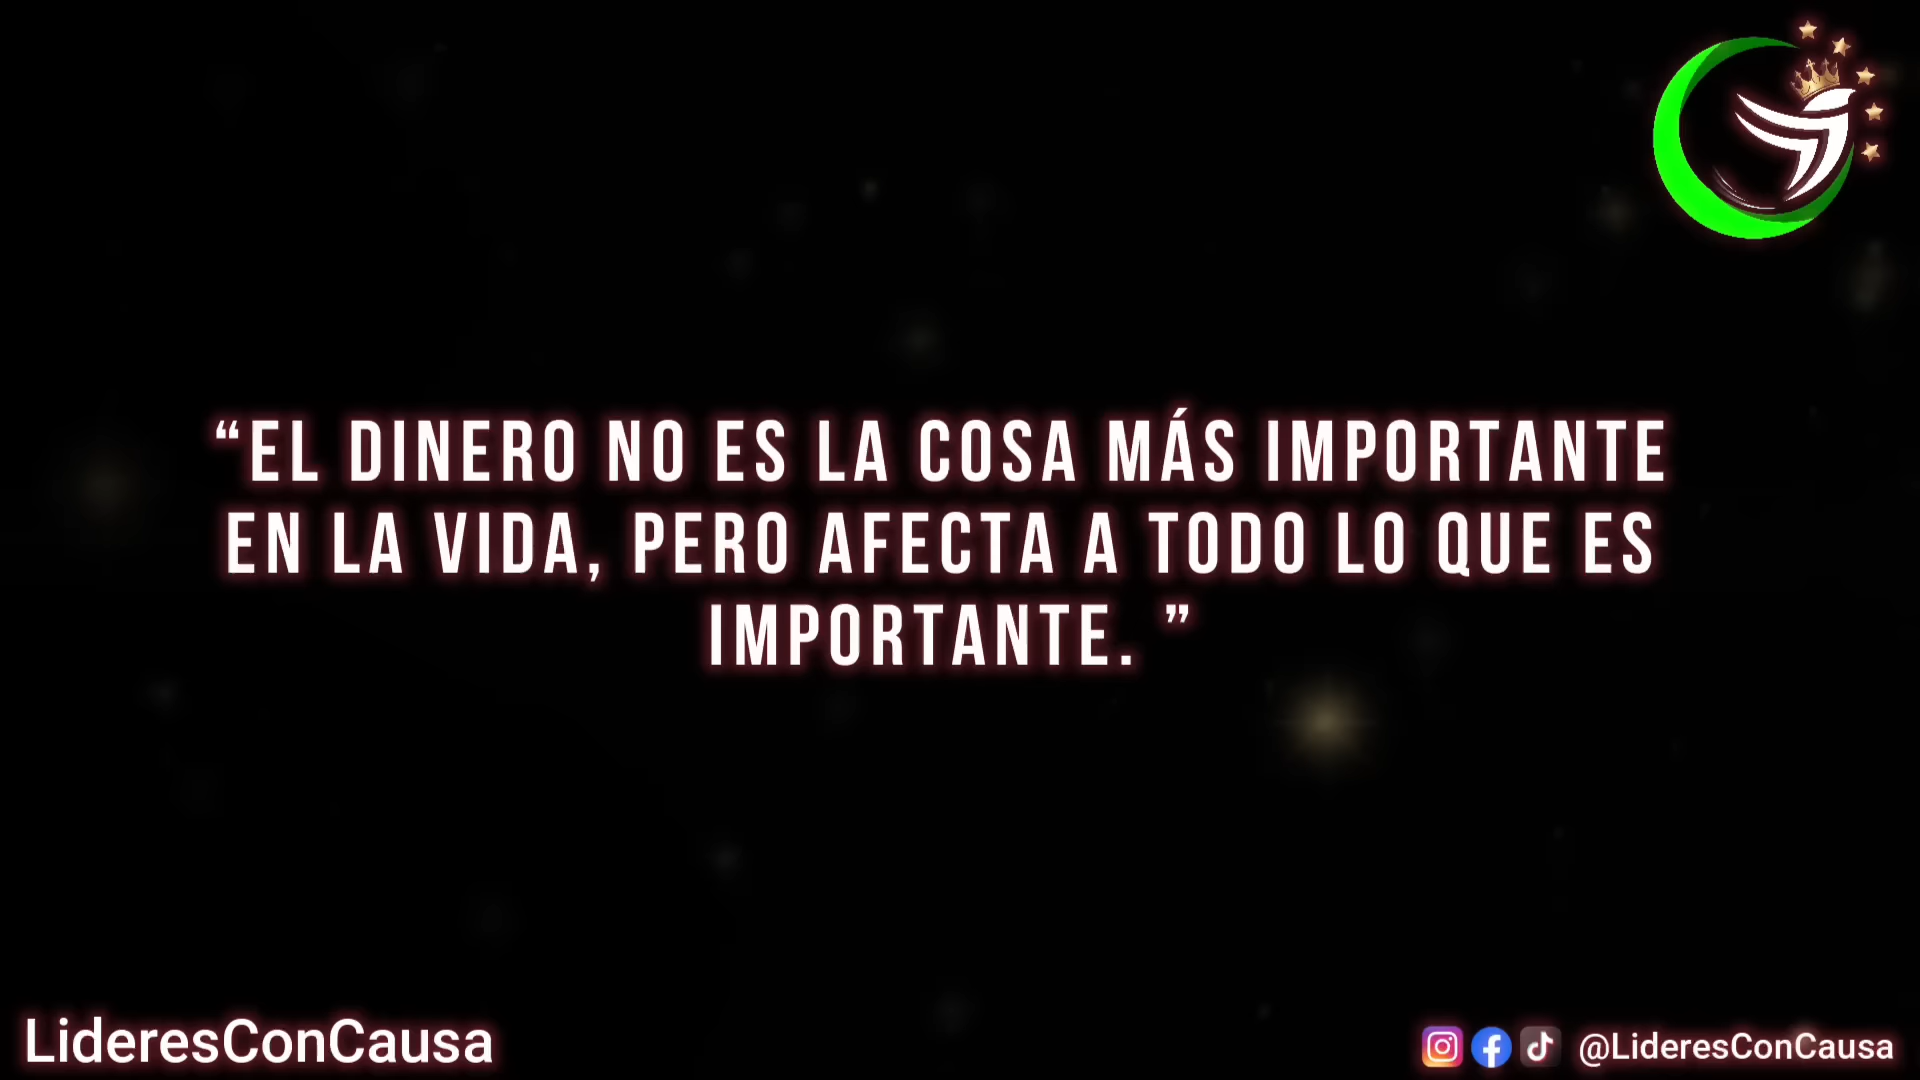 “EL DINERO NO ES LA COSA MÁS IMPORTANTE
EN LA VIDA, PERO AFECTA A TODO LO QUE ES
IMPORTANTE. ”
LideresConCausa
@LideresConCausa